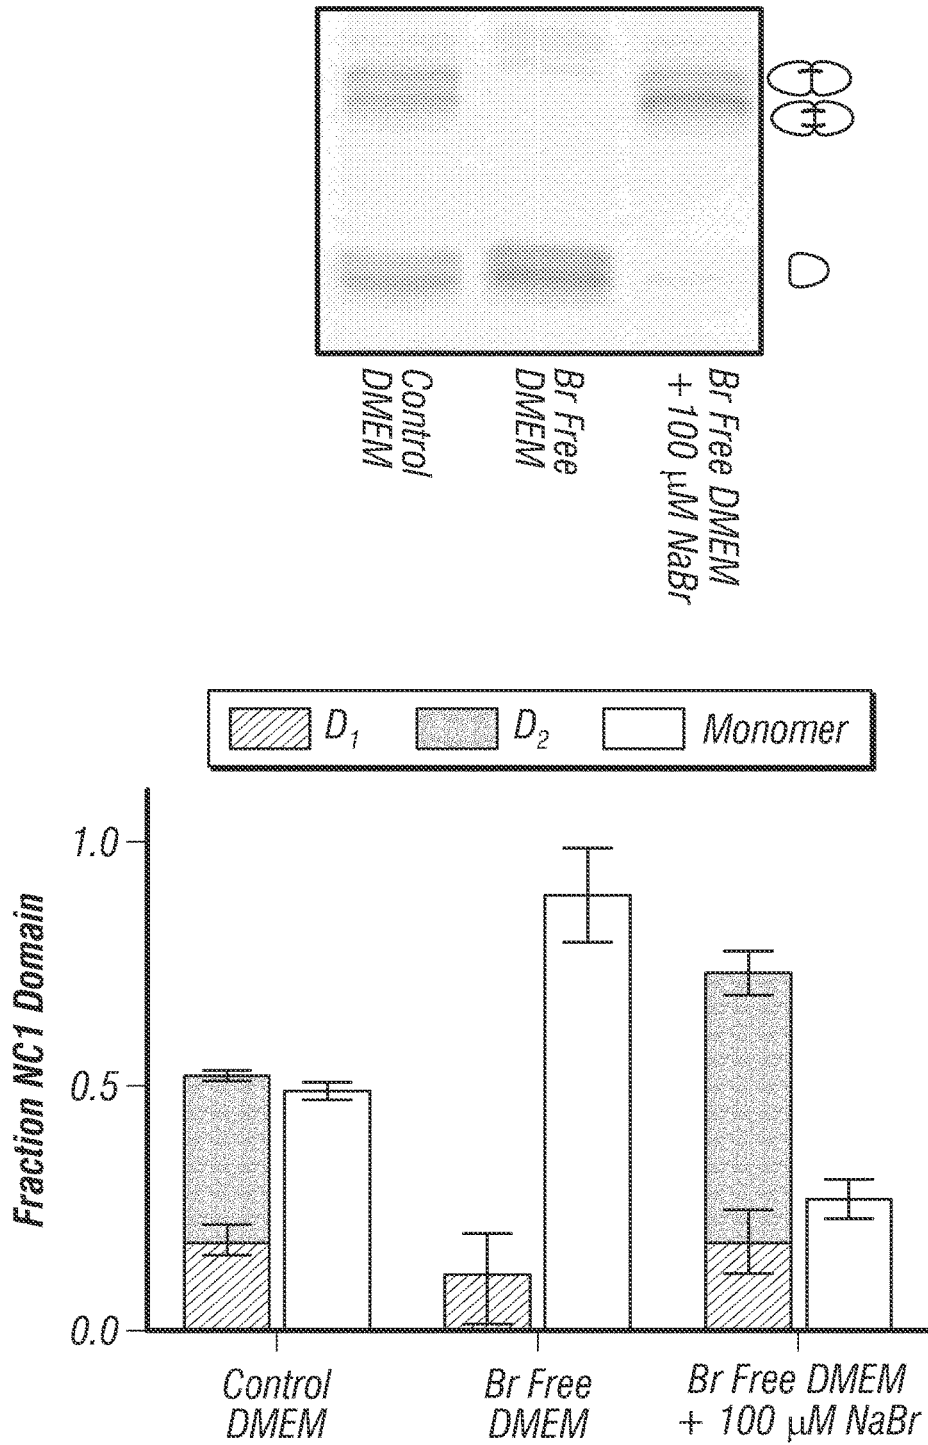 Control
DMEM
Br Free
DMEM
Br Free DMEM
+ 100 μM NaBr
D1
D2
Monomer
Fraction NC1 Domain
1.0
0.5
0.0
Control
DMEM
Br Free
DMEM
Br Free DMEM
+ 100 μM NaBr